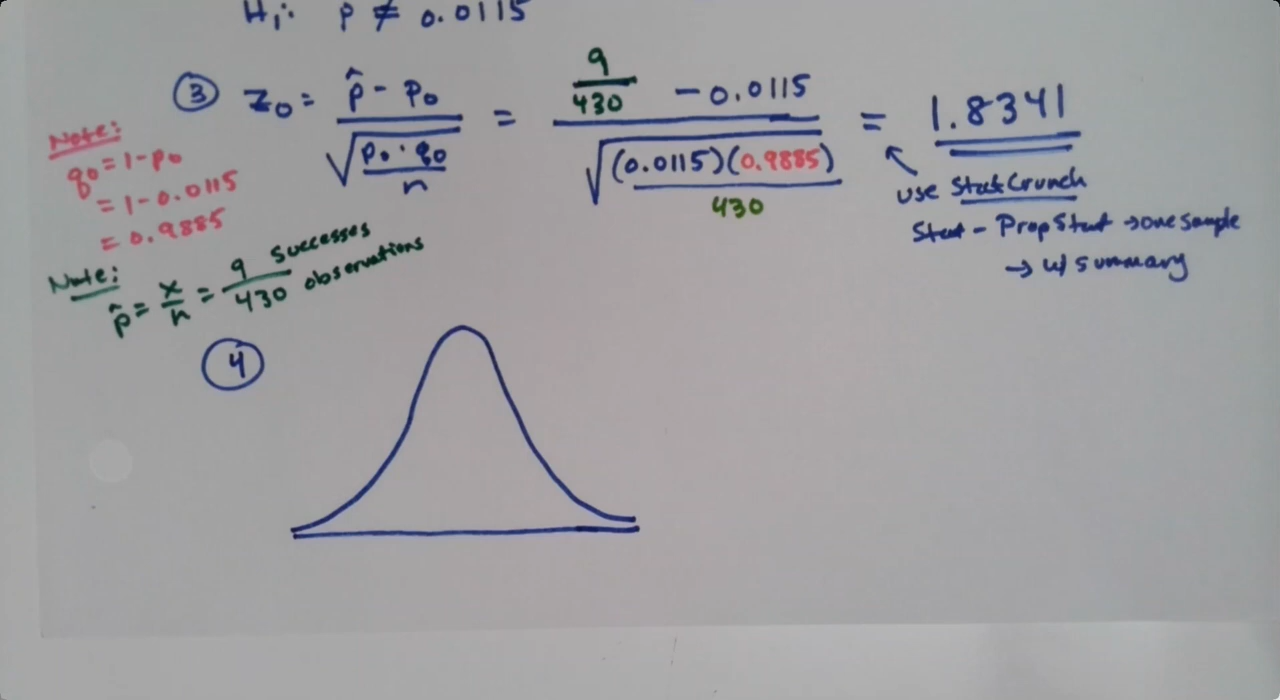 H₁: p ≠ 0.0115
③ Z₀ = (p̂ - p₀) / √(p₀·q₀ / n) = (9/430 - 0.0115) / √((0.0115)(0.9885) / 430) = 1.8341
Note:
q₀ = 1-p₀
= 1-0.0115
= 0.9885
use StatCrunch
Stat - PropStat → one sample
→ w/ summary
Note:
p̂ = x/n = 9 successes / 430 observations
④